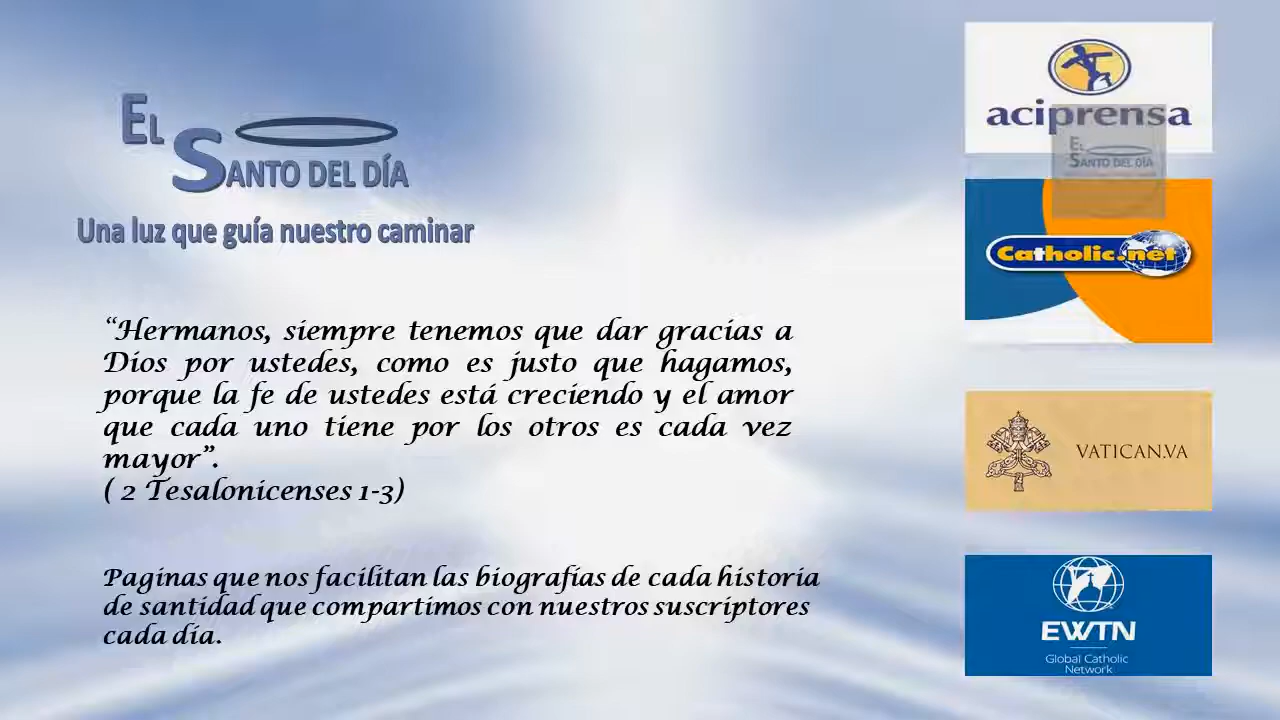 EL
SANTO DEL DÍA
Una luz que guía nuestro caminar
“Hermanos, siempre tenemos que dar gracias a
Dios por ustedes, como es justo que hagamos,
porque la fe de ustedes está creciendo y el amor
que cada uno tiene por los otros es cada vez
mayor”.
( 2 Tesalonicenses 1-3)
Paginas que nos facilitan las biografías de cada historia
de santidad que compartimos con nuestros suscriptores
cada día.
aciprensa
EL
SANTO DEL DÍA
Catholic.net
VATICAN.VA
EWTN
Global Catholic
Network